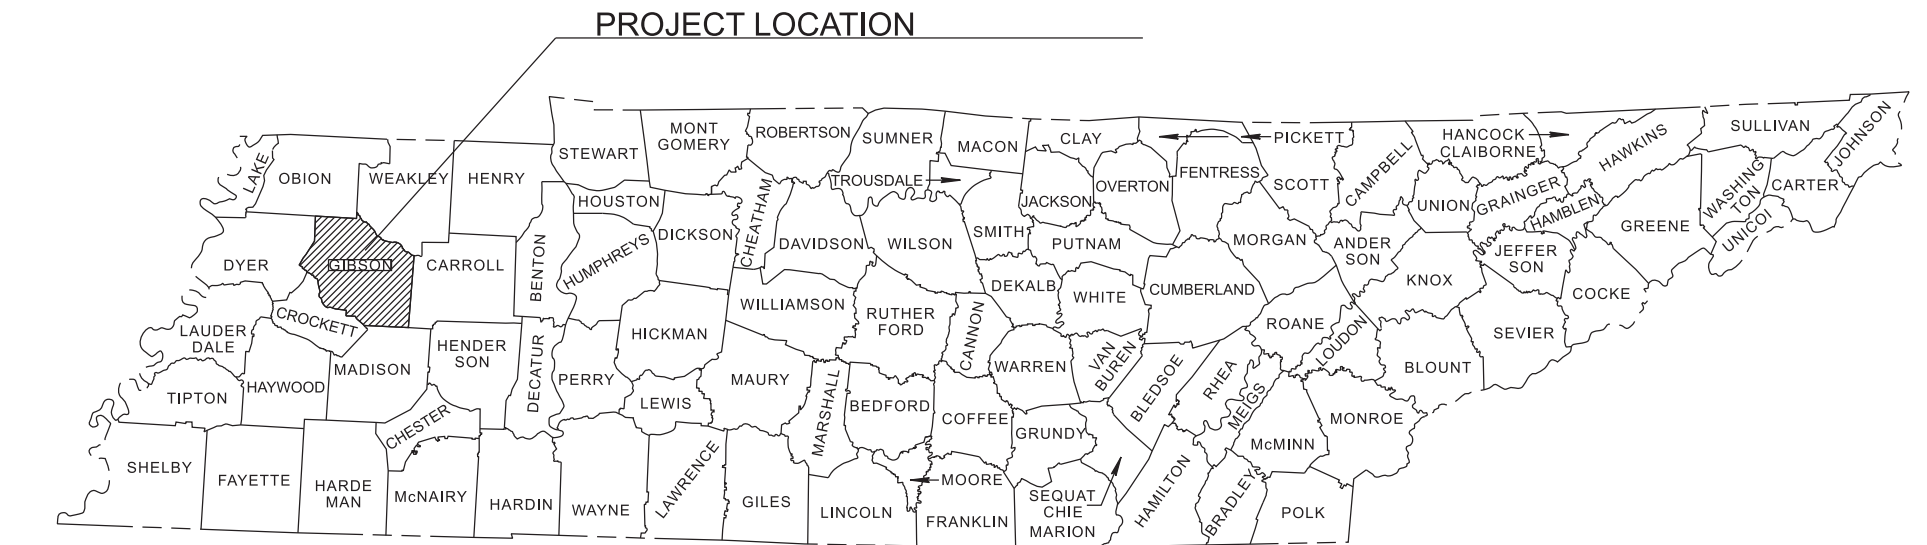 PROJECT LOCATION
LAKE
OBION
WEAKLEY
HENRY
STEWART
MONT
GOMERY
ROBERTSON
SUMNER
MACON
CLAY
PICKETT
HANCOCK
CLAIBORNE
HAWKINS
SULLIVAN
JOHNSON
TROUSDALE
HOUSTON
DICKSON
CHEATHAM
DAVIDSON
WILSON
SMITH
JACKSON
OVERTON
FENTRESS
SCOTT
CAMPBELL
UNION
GRAINGER
HAMBLEN
GREENE
WASHING
TON
CARTER
UNICOI
DYER
GIBSON
CARROLL
BENTON
HUMPHREYS
PUTNAM
MORGAN
ANDER
SON
KNOX
JEFFER
SON
COCKE
SEVIER
LAUDER
DALE
CROCKETT
HENDER
SON
DECATUR
PERRY
HICKMAN
WILLIAMSON
RUTHER
FORD
CANNON
DEKALB
WHITE
CUMBERLAND
ROANE
LOUDON
BLOUNT
TIPTON
HAYWOOD
MADISON
CHESTER
LEWIS
MAURY
MARSHALL
BEDFORD
COFFEE
WARREN
VAN
BUREN
GRUNDY
BLEDSOE
RHEA
MEIGS
McMINN
MONROE
SHELBY
FAYETTE
HARDE
MAN
McNAIRY
HARDIN
WAYNE
LAWRENCE
GILES
LINCOLN
MOORE
FRANKLIN
SEQUAT
CHIE
MARION
HAMILTON
BRADLEY
POLK